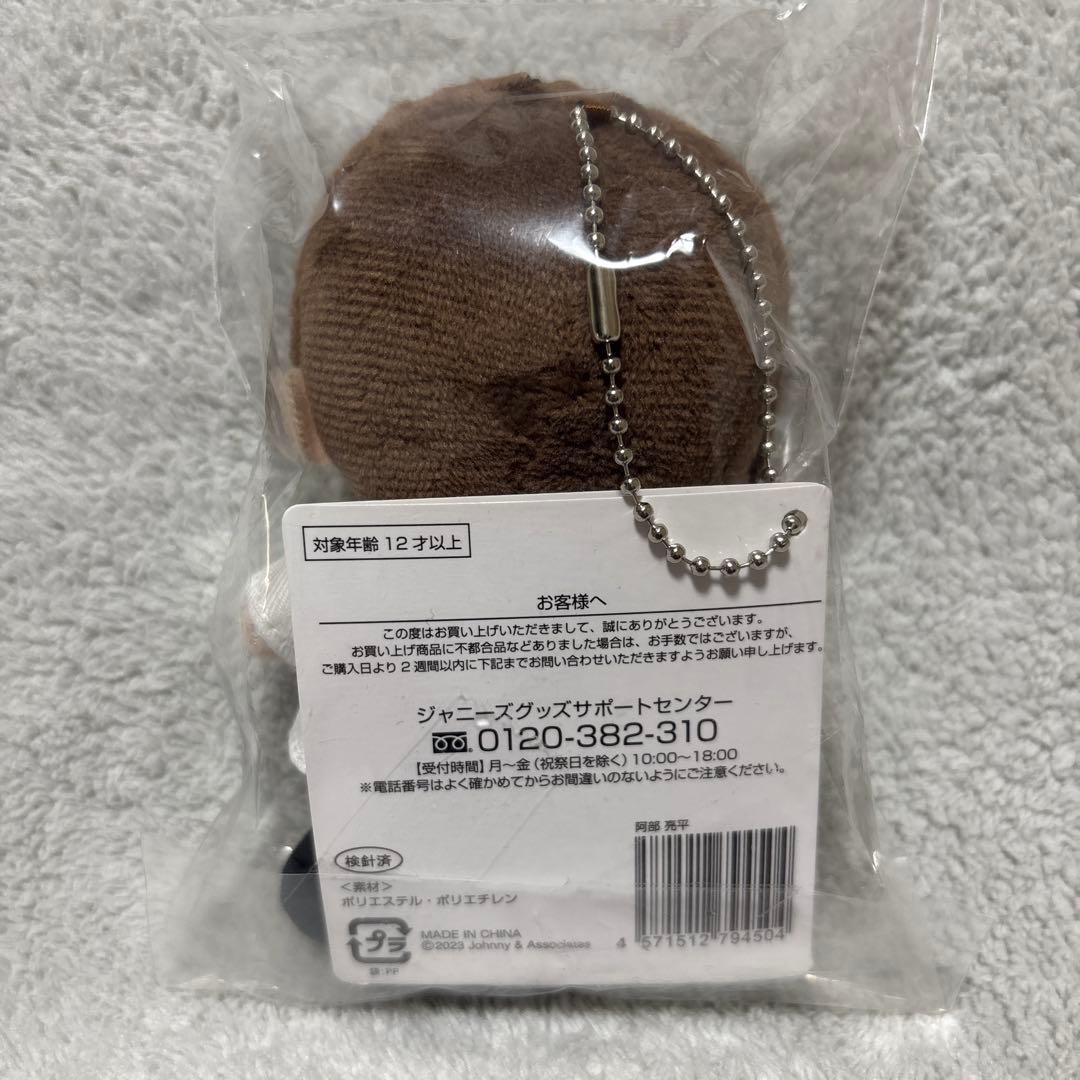 対象年齢 12才以上
お客様へ
この度はお買い上げいただきまして、誠にありがとうございます。
お買い上げ商品に不都合品などありました場合は、お手数ではございますが、
ご購入日より2週間以内に下記までお問い合わせいただきますようお願い申し上げます。
ジャニーズグッズサポートセンター
0120-382-310
【受付時間】月〜金（祝祭日を除く）10:00〜18:00
※電話番号はよく確かめてからお間違いのないようにご注意ください。
阿部 亮平
検針済
＜素材＞
ポリエステル・ポリエチレン
プラ
MADE IN CHINA
©2023 Johnny & Associates
袋:PP
4 571512 794504